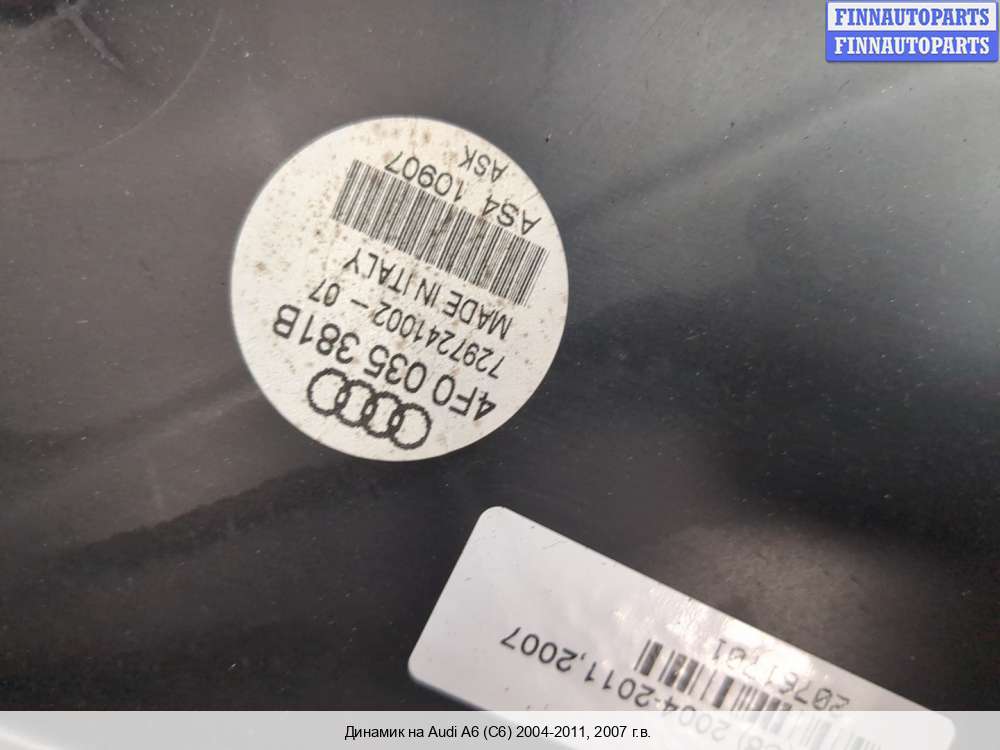 FINNAUTOPARTS
FINNAUTOPARTS
4F0 035 381B
7297241002 - 07
MADE IN ITALY
AS4 10907
ASK
2004-2011,2007
Динамик на Audi A6 (C6) 2004-2011, 2007 г.в.